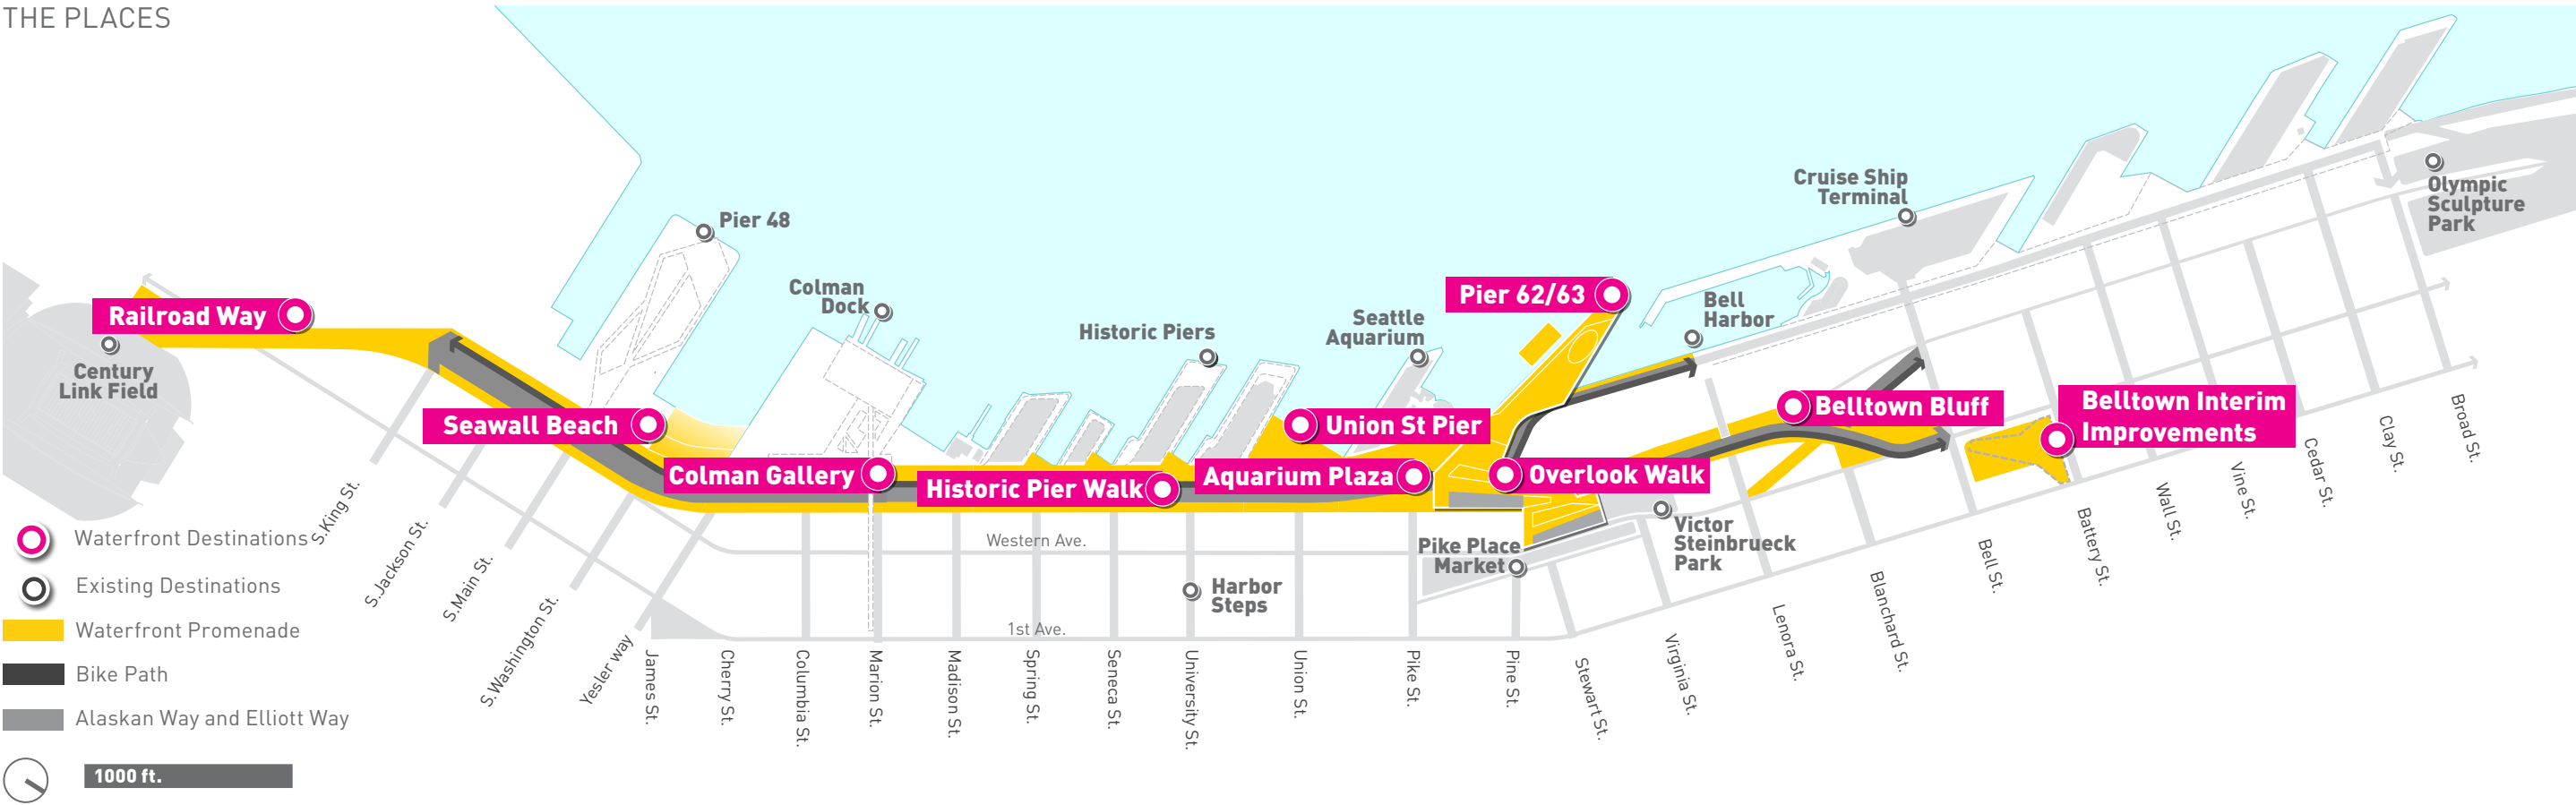 THE PLACES
Pier 48
Colman
Dock
Historic Piers
Seattle
Aquarium
Pier 62/63
Bell
Harbor
Cruise Ship
Terminal
Olympic
Sculpture
Park
Railroad Way
Century
Link Field
Seawall Beach
Colman Gallery
Historic Pier Walk
Union St Pier
Aquarium Plaza
Overlook Walk
Belltown Bluff
Belltown Interim
Improvements
Victor
Steinbrueck
Park
Pike Place
Market
Harbor
Steps
Western Ave.
1st Ave.
S.King St.
S.Jackson St.
S.Main St.
S.Washington St.
Yesler way
James St.
Cherry St.
Columbia St.
Marion St.
Madison St.
Spring St.
Seneca St.
University St.
Union St.
Pike St.
Pine St.
Stewart St.
Virginia St.
Lenora St.
Blanchard St.
Bell St.
Battery St.
Wall St.
Vine St.
Cedar St.
Clay St.
Broad St.
Waterfront Destinations
Existing Destinations
Waterfront Promenade
Bike Path
Alaskan Way and Elliott Way
1000 ft.